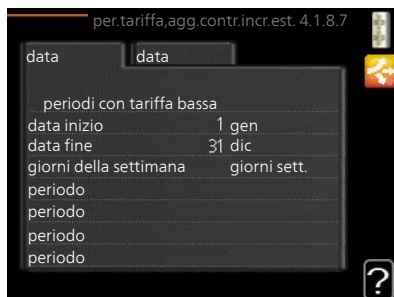 per.tariffa,agg.contr.incr.est. 4.1.8.7
data data
periodi con tariffa bassa
data inizio 1 gen
data fine 31 dic
giorni della settimana giorni sett.
periodo
periodo
periodo
periodo
?